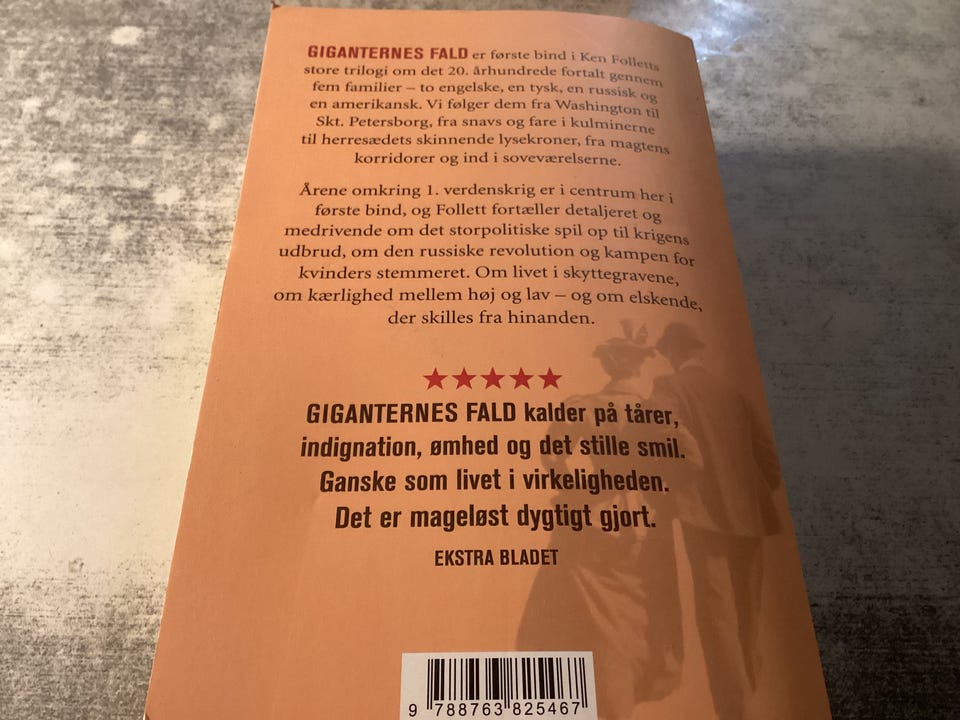 GIGANTERNES FALD er første bind i Ken Folletts
store trilogi om det 20. århundrede fortalt gennem
fem familier – to engelske, en tysk, en russisk og
en amerikansk. Vi følger dem fra Washington til
Skt. Petersborg, fra snavs og fare i kulminerne
til herresædets skinnende lysekroner, fra magtens
korridorer og ind i soveværelserne.
Årene omkring 1. verdenskrig er i centrum her i
første bind, og Follett fortæller detaljeret og
medrivende om det storpolitiske spil op til krigens
udbrud, om den russiske revolution og kampen for
kvinders stemmeret. Om livet i skyttegravene,
om kærlighed mellem høj og lav – og om elskende,
der skilles fra hinanden.
★★★★★
GIGANTERNES FALD kalder på tårer,
indignation, ømhed og det stille smil.
Ganske som livet i virkeligheden.
Det er mageløst dygtigt gjort.
EKSTRA BLADET
9 788763 825467